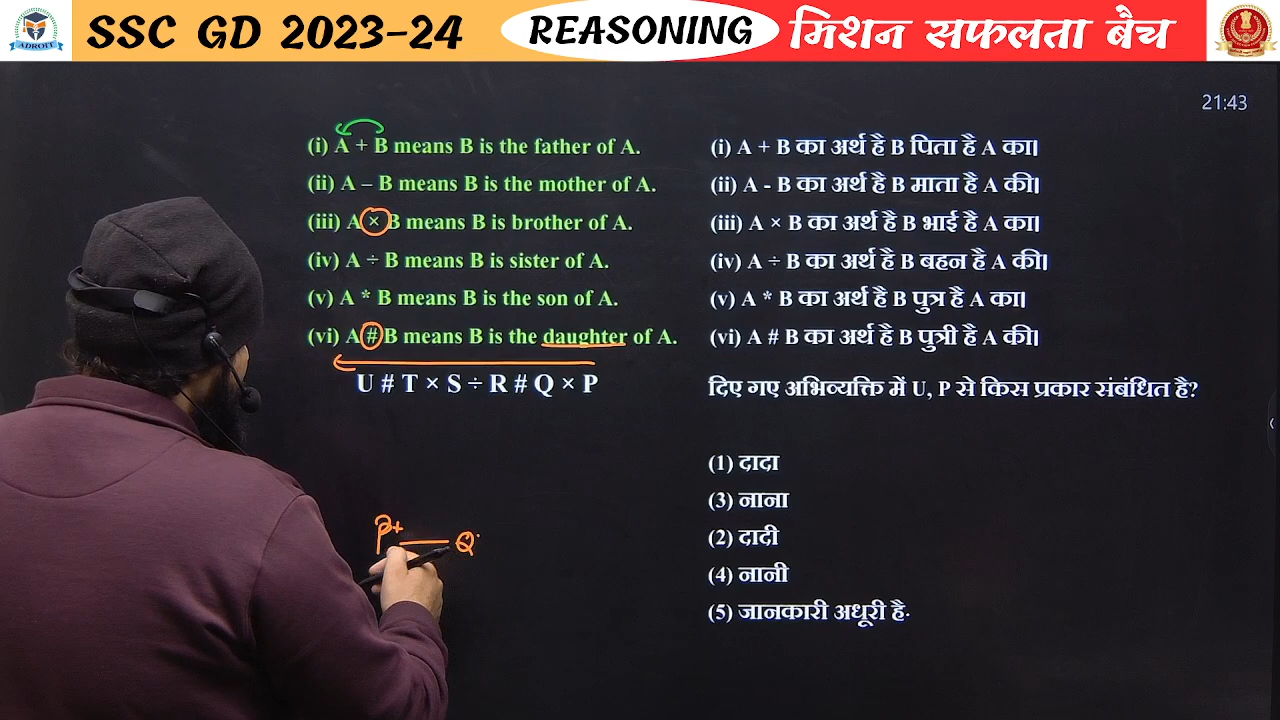 ADROIT
SSC GD 2023-24
REASONING
मिशन सफलता बैच
21:43
(i) A + B means B is the father of A.
(ii) A – B means B is the mother of A.
(iii) A × B means B is brother of A.
(iv) A ÷ B means B is sister of A.
(v) A * B means B is the son of A.
(vi) A # B means B is the daughter of A.
U # T × S ÷ R # Q × P
P+ — Q
(i) A + B का अर्थ है B पिता है A का।
(ii) A - B का अर्थ है B माता है A की।
(iii) A × B का अर्थ है B भाई है A का।
(iv) A ÷ B का अर्थ है B बहन है A की।
(v) A * B का अर्थ है B पुत्र है A का।
(vi) A # B का अर्थ है B पुत्री है A की।
दिए गए अभिव्यक्ति में U, P से किस प्रकार संबंधित है?
(1) दादा
(3) नाना
(2) दादी
(4) नानी
(5) जानकारी अधूरी है.